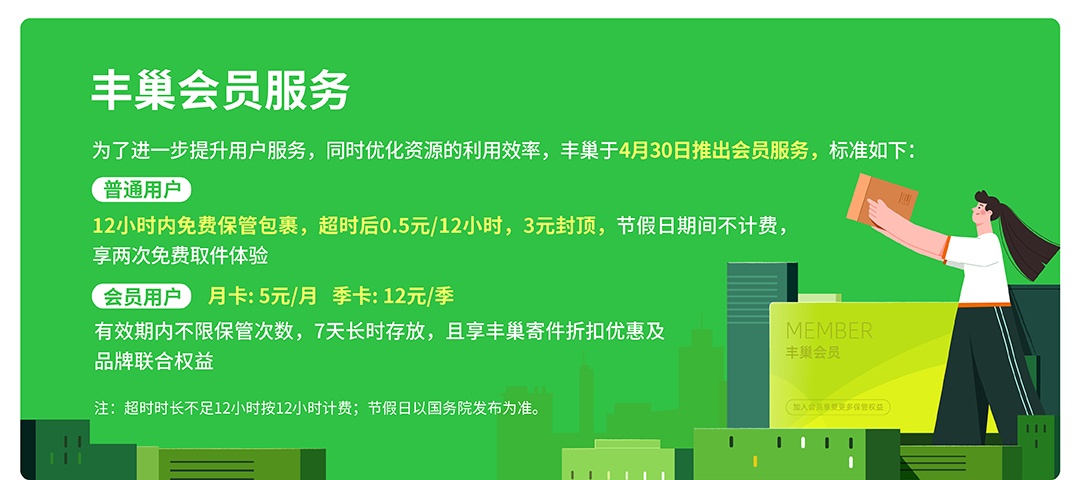 丰巢会员服务
为了进一步提升用户服务，同时优化资源的利用效率，丰巢于4月30日推出会员服务，标准如下：
普通用户
12小时内免费保管包裹，超时后0.5元/12小时，3元封顶，节假日期间不计费，
享两次免费取件体验
会员用户 月卡: 5元/月 季卡: 12元/季
有效期内不限保管次数，7天长时存放，且享丰巢寄件折扣优惠及
品牌联合权益
注：超时时长不足12小时按12小时计费；节假日以国务院发布为准。
MEMBER
丰巢会员
加入会员享受更多保管权益